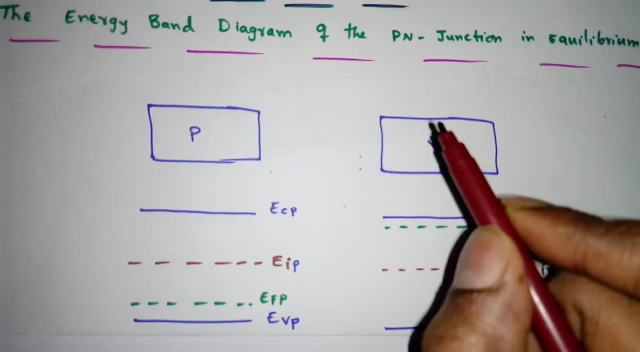 The Energy Band Diagram of the PN-Junction in Equilibrium
P
Ecp
Eip
EFP
Evp